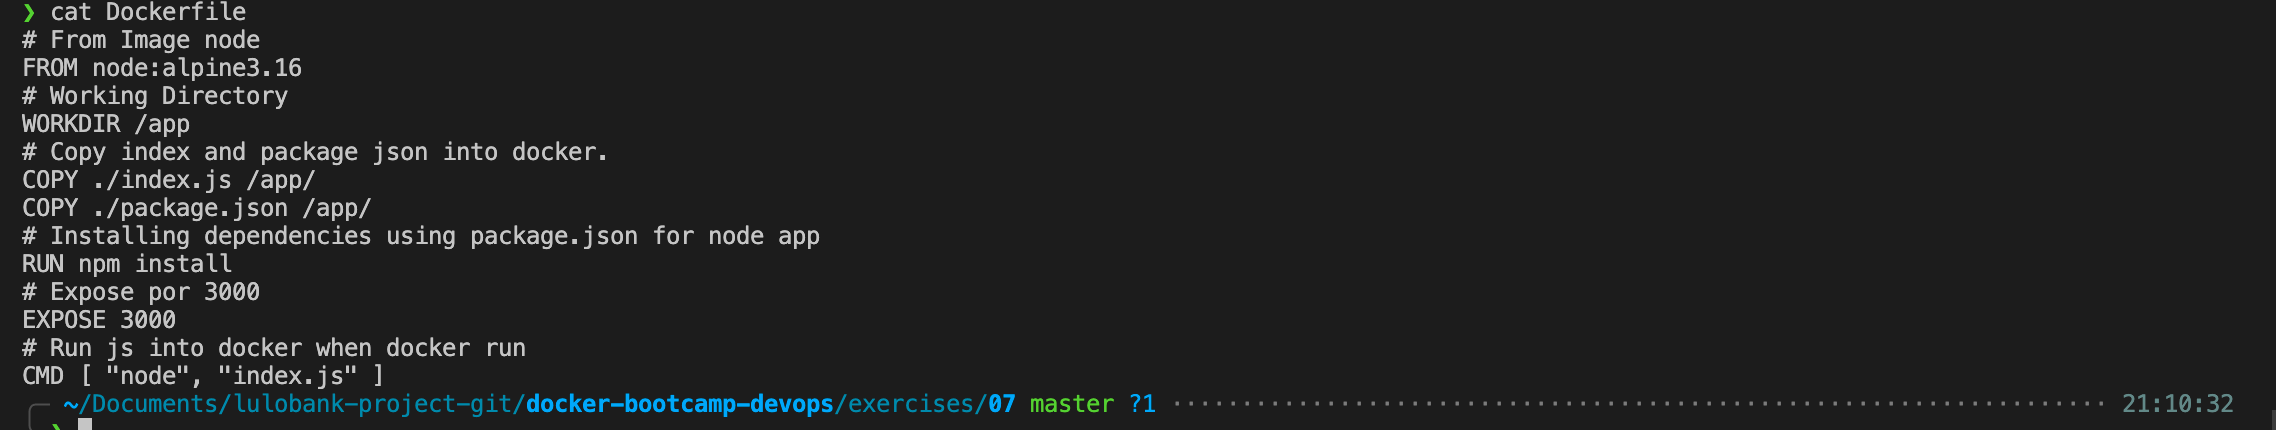 ❯ cat Dockerfile
# From Image node
FROM node:alpine3.16
# Working Directory
WORKDIR /app
# Copy index and package json into docker.
COPY ./index.js /app/
COPY ./package.json /app/
# Installing dependencies using package.json for node app
RUN npm install
# Expose por 3000
EXPOSE 3000
# Run js into docker when docker run
CMD [ "node", "index.js" ]
~/Documents/lulobank-project-git/docker-bootcamp-devops/exercises/07 master ?1 21:10:32